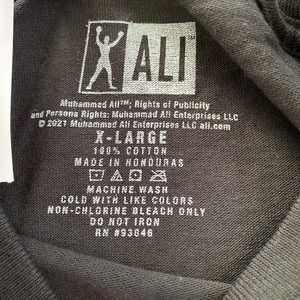 ALI™
Muhammad Ali™; Rights of Publicity
and Persona Rights: Muhammad Ali Enterprises LLC
© 2021 Muhammad Ali Enterprises LLC ali.com
X-LARGE
100% COTTON
MADE IN HONDURAS
MACHINE WASH
COLD WITH LIKE COLORS
NON-CHLORINE BLEACH ONLY
DO NOT IRON
RN #93846